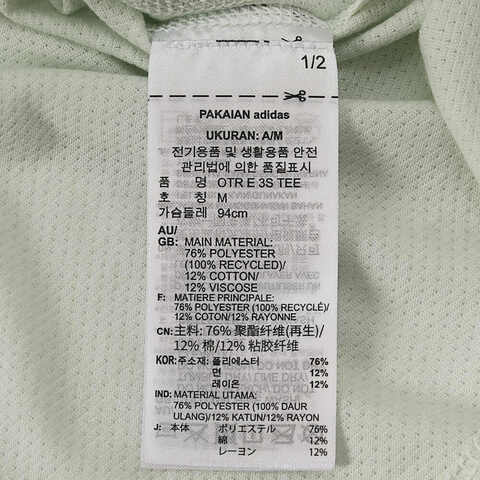 1/2
PAKAIAN adidas
UKURAN: A/M
전기용품 및 생활용품 안전
관리법에 의한 품질표시
품 명 OTR E 3S TEE
호 칭 M
가슴둘레 94cm
AU/
GB: MAIN MATERIAL:
76% POLYESTER
(100% RECYCLED)/
12% COTTON/
12% VISCOSE
F: MATIERE PRINCIPALE:
76% POLYESTER (100% RECYCLÉ)/
12% COTON/12% RAYONNE
CN: 主料: 76% 聚酯纤维(再生)/
12% 棉/12% 粘胶纤维
KOR: 주소재: 폴리에스터 76%
면 12%
레이온 12%
IND: MATERIAL UTAMA:
76% POLYESTER (100% DAUR
ULANG)/12% KATUN/12% RAYON
J: 本体 ポリエステル 76%
綿 12%
レーヨン 12%